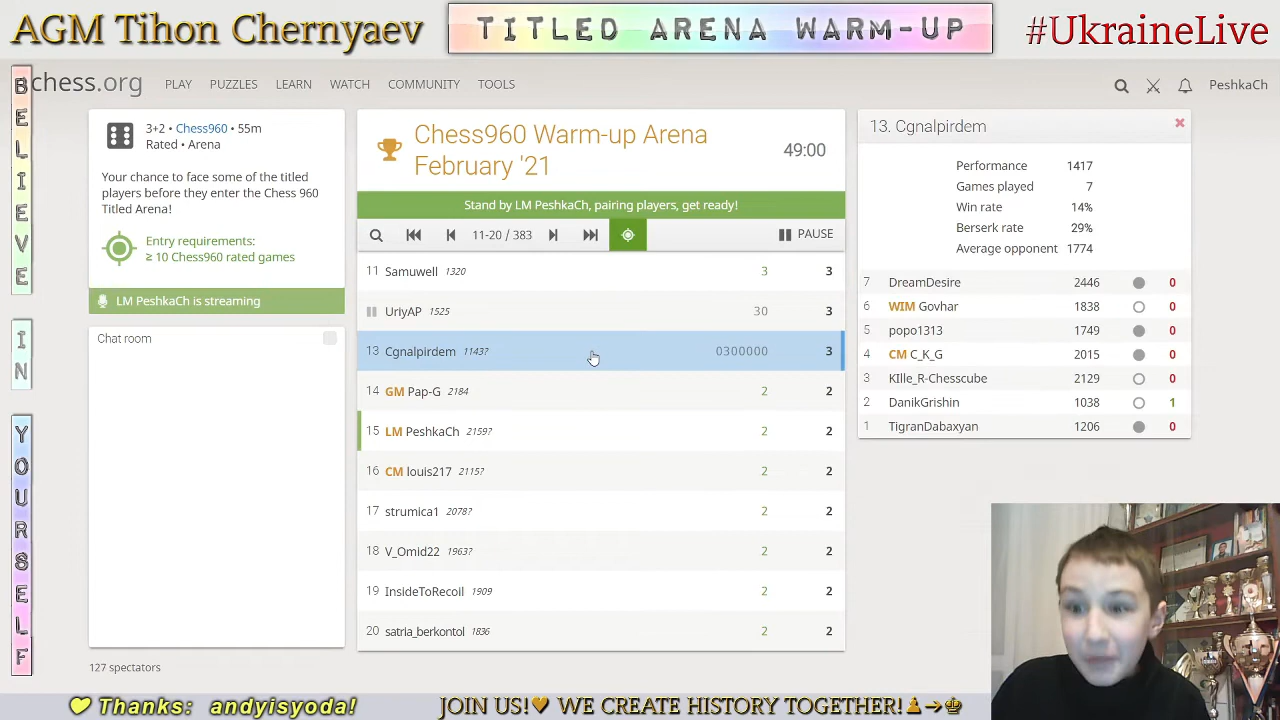 AGM Tihon Chernyaev
TITLED ARENA WARM-UP
#UkraineLive
BELIEVE
IN
YOURSELF
chess.org
PLAY PUZZLES LEARN WATCH COMMUNITY TOOLS
PeshkaCh
3+2 • Chess960 • 55m
Rated • Arena
Your chance to face some of the titled
players before they enter the Chess 960
Titled Arena!
Entry requirements:
≥ 10 Chess960 rated games
LM PeshkaCh is streaming
Chat room
127 spectators
Chess960 Warm-up Arena
February '21
49:00
Stand by LM PeshkaCh, pairing players, get ready!
11-20 / 383
PAUSE
11 Samuwell 1320 3 3
UriyAP 1525 30 3
13 Cgnalpirdem 1143? 0300000 3
14 GM Pap-G 2184 2 2
15 LM PeshkaCh 2159? 2 2
16 CM louis217 2115? 2 2
17 strumica1 2078? 2 2
18 V_Omid22 1963? 2 2
19 InsideToRecoil 1909 2 2
20 satria_berkontol 1836 2 2
13. Cgnalpirdem
Performance 1417
Games played 7
Win rate 14%
Berserk rate 29%
Average opponent 1774
7 DreamDesire 2446 0
6 WIM Govhar 1838 0
5 popo1313 1749 0
4 CM C_K_G 2015 0
3 KIlle_R-Chesscube 2129 0
2 DanikGrishin 1038 1
1 TigranDabaxyan 1206 0
Thanks: andyisyoda!
JOIN US! WE CREATE HISTORY TOGETHER!